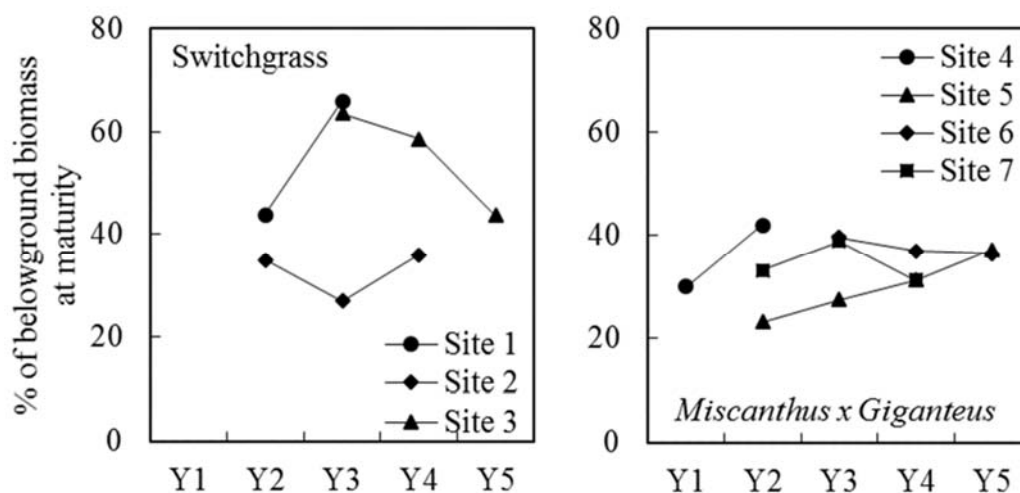 % of belowground biomass
at maturity
80
60
40
20
0
Switchgrass
Site 1
Site 2
Site 3
Y1 Y2 Y3 Y4 Y5
80
60
40
20
0
Site 4
Site 5
Site 6
Site 7
Miscanthus x Giganteus
Y1 Y2 Y3 Y4 Y5